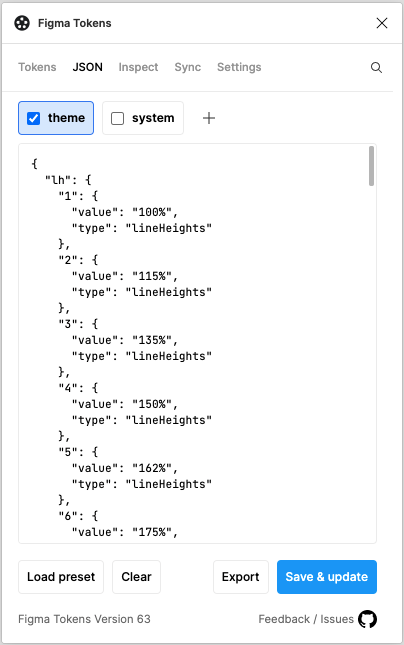 Figma Tokens
Tokens JSON Inspect Sync Settings
theme system
{
"lh": {
"1": {
"value": "100%",
"type": "lineHeights"
},
"2": {
"value": "115%",
"type": "lineHeights"
},
"3": {
"value": "135%",
"type": "lineHeights"
},
"4": {
"value": "150%",
"type": "lineHeights"
},
"5": {
"value": "162%",
"type": "lineHeights"
},
"6": {
"value": "175%",
Load preset Clear Export Save & update
Figma Tokens Version 63 Feedback / Issues